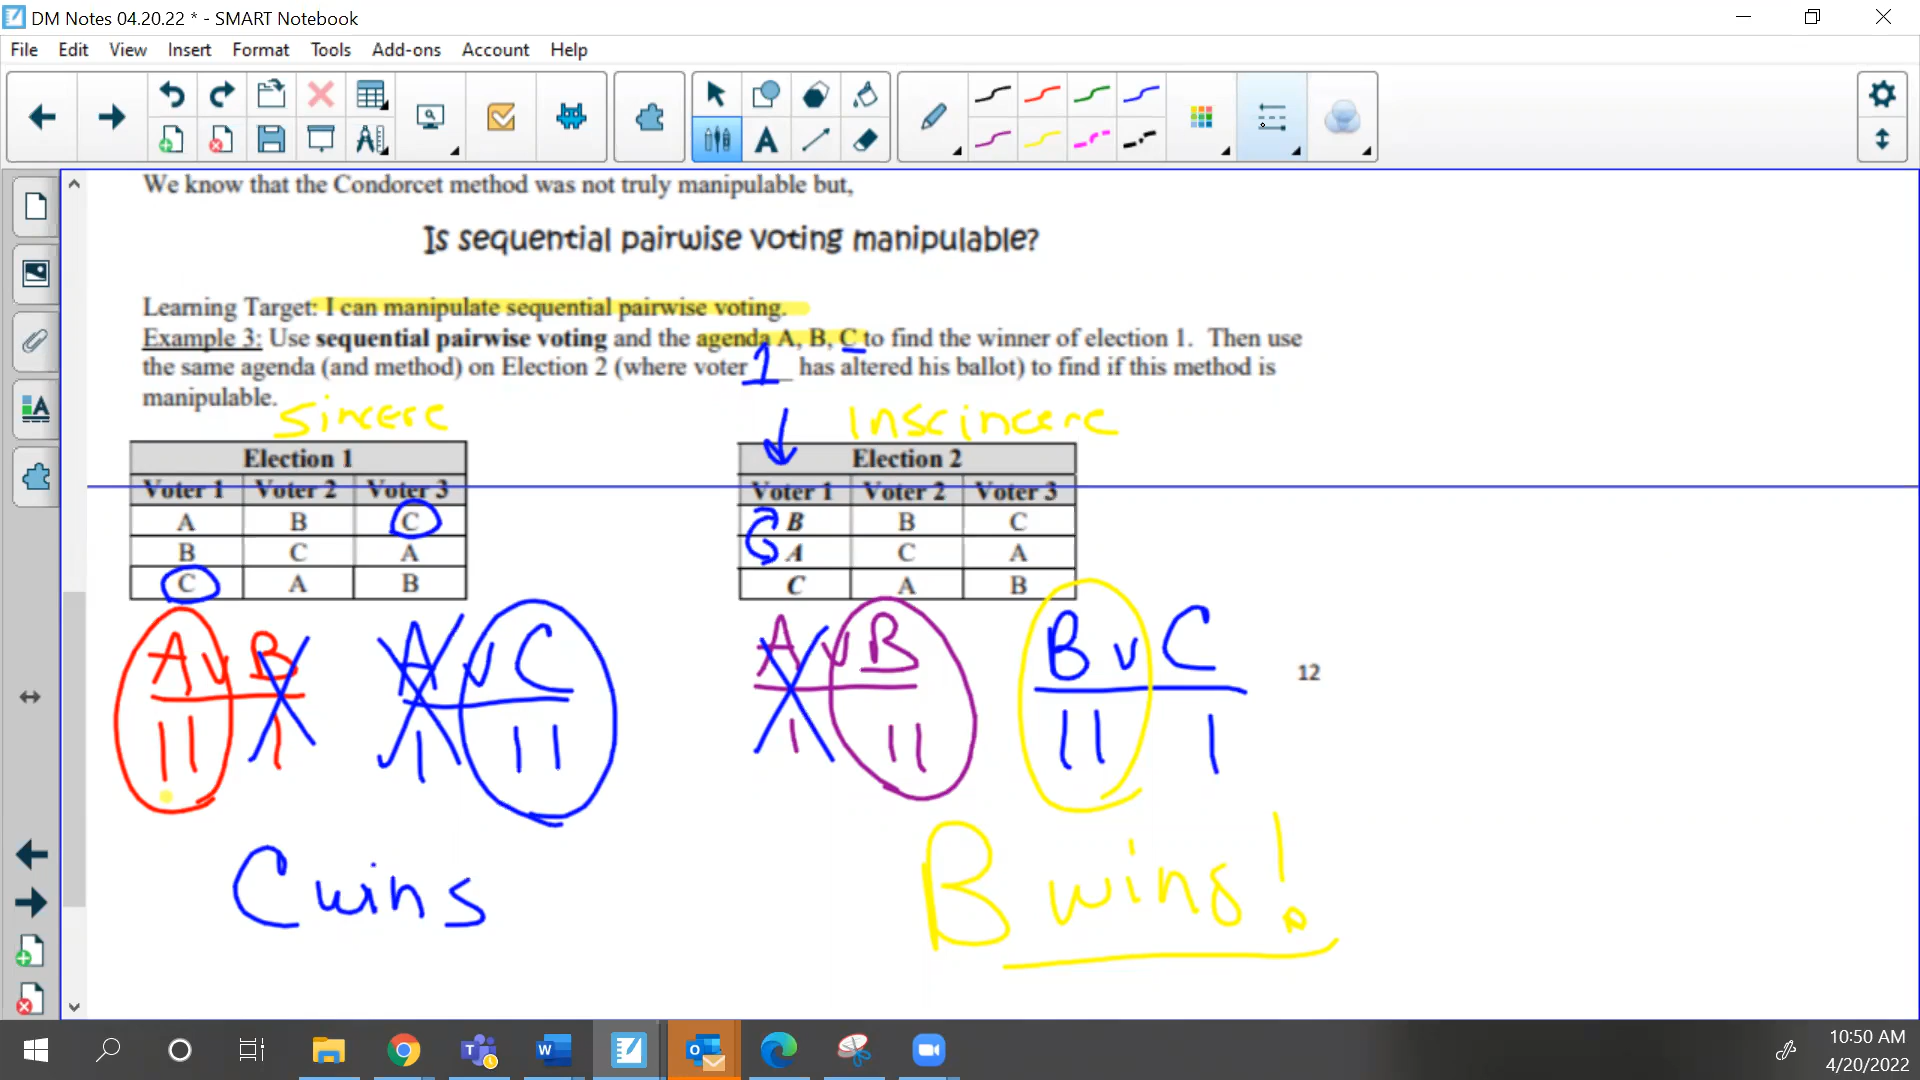 DM Notes 04.20.22 * - SMART Notebook
File Edit View Insert Format Tools Add-ons Account Help
We know that the Condorcet method was not truly manipulable but,
Is sequential pairwise voting manipulable?
Learning Target: I can manipulate sequential pairwise voting.
Example 3: Use sequential pairwise voting and the agenda A, B, C to find the winner of election 1. Then use
the same agenda (and method) on Election 2 (where voter 1 has altered his ballot) to find if this method is
manipulable.
Sincere Inscincere
Election 1
Voter 1 Voter 2 Voter 3
A B C
B C A
C A B
Election 2
Voter 1 Voter 2 Voter 3
B B C
A C A
C A B
A v B A v C
11 1 1 11
A v B B v C
1 11 11 1
12
C wins
B wins!
10:50 AM
4/20/2022